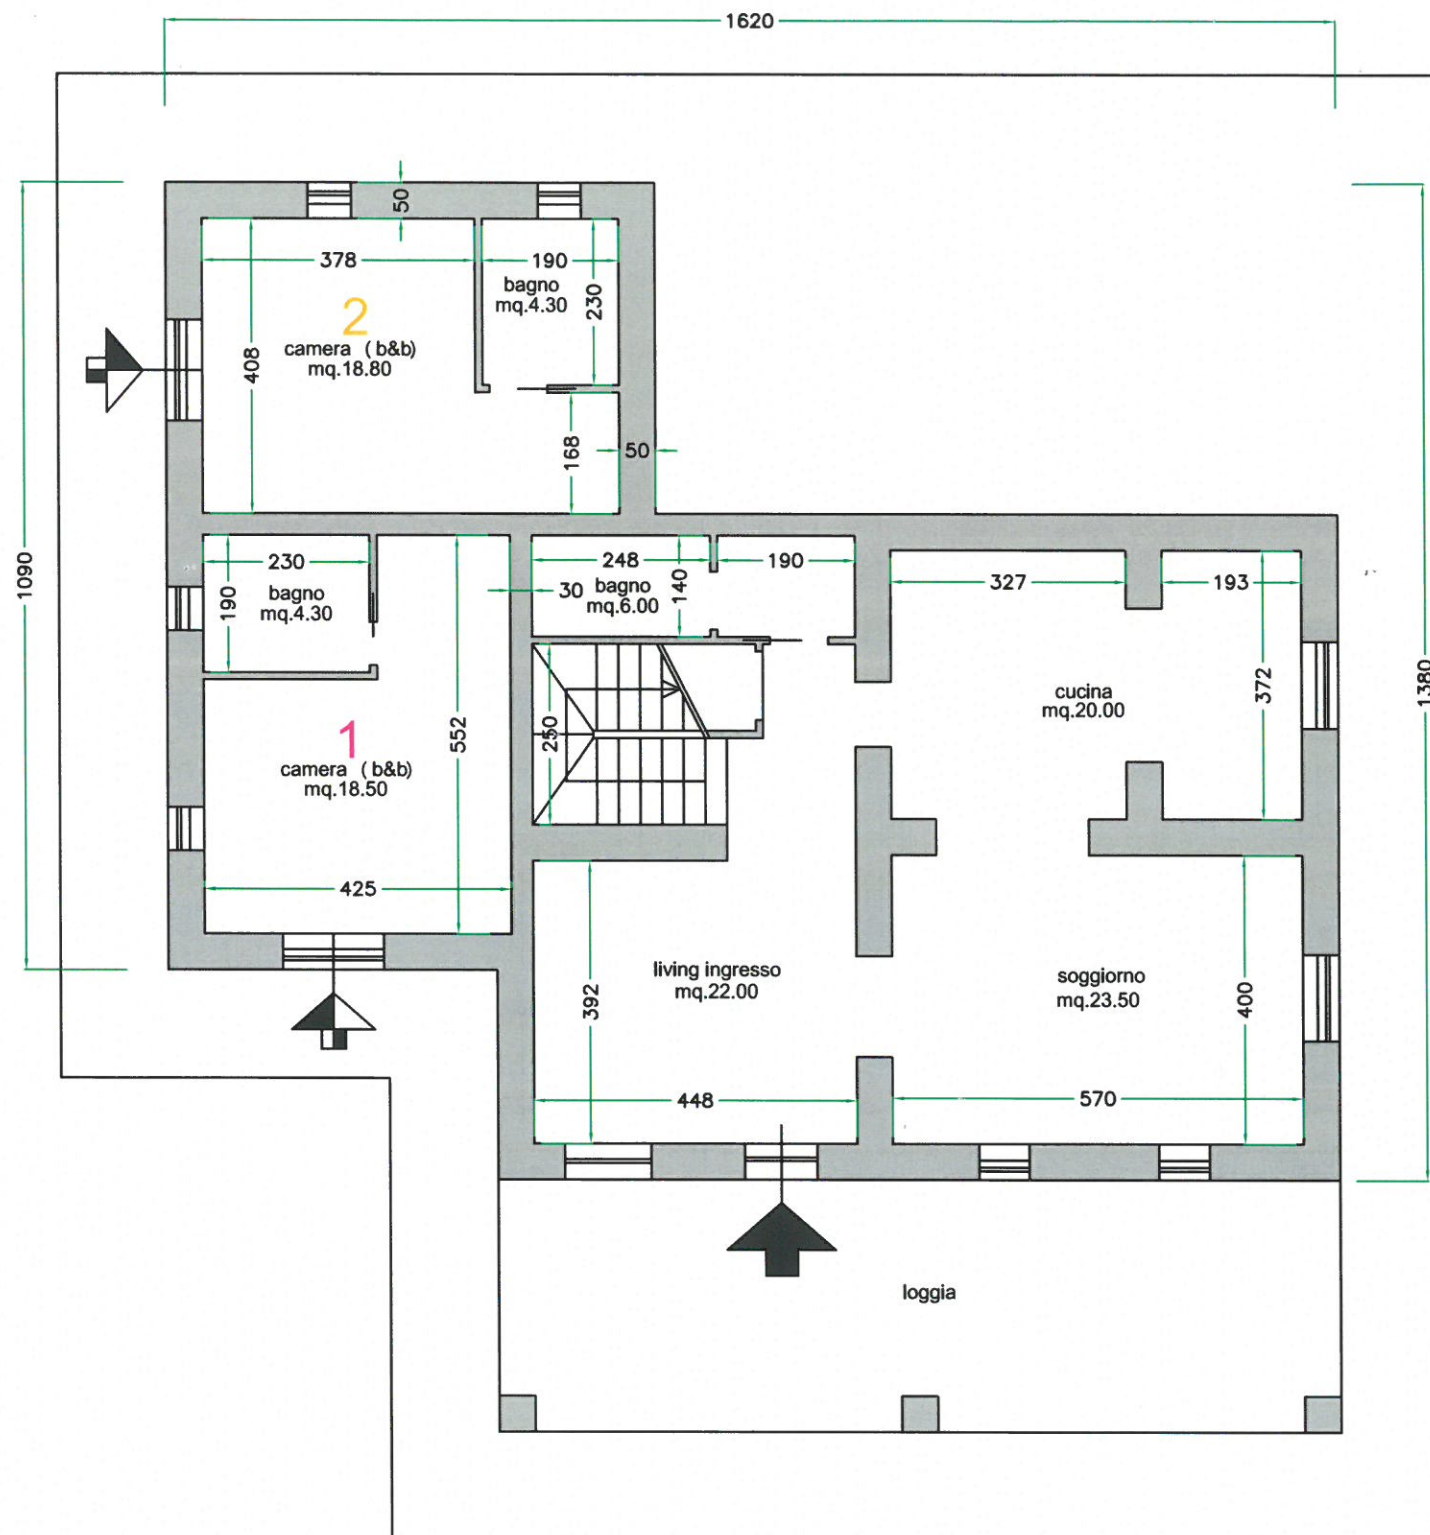 1620
50
378
190
bagno
mq.4.30
230
2
camera (b&b)
mq.18.80
408
168
50
1090
1380
230
bagno
mq.4.30
190
552
30
248
bagno
mq.6.00
140
190
327
193
372
cucina
mq.20.00
250
1
camera (b&b)
mq.18.50
425
living ingresso
mq.22.00
392
448
soggiorno
mq.23.50
400
570
loggia